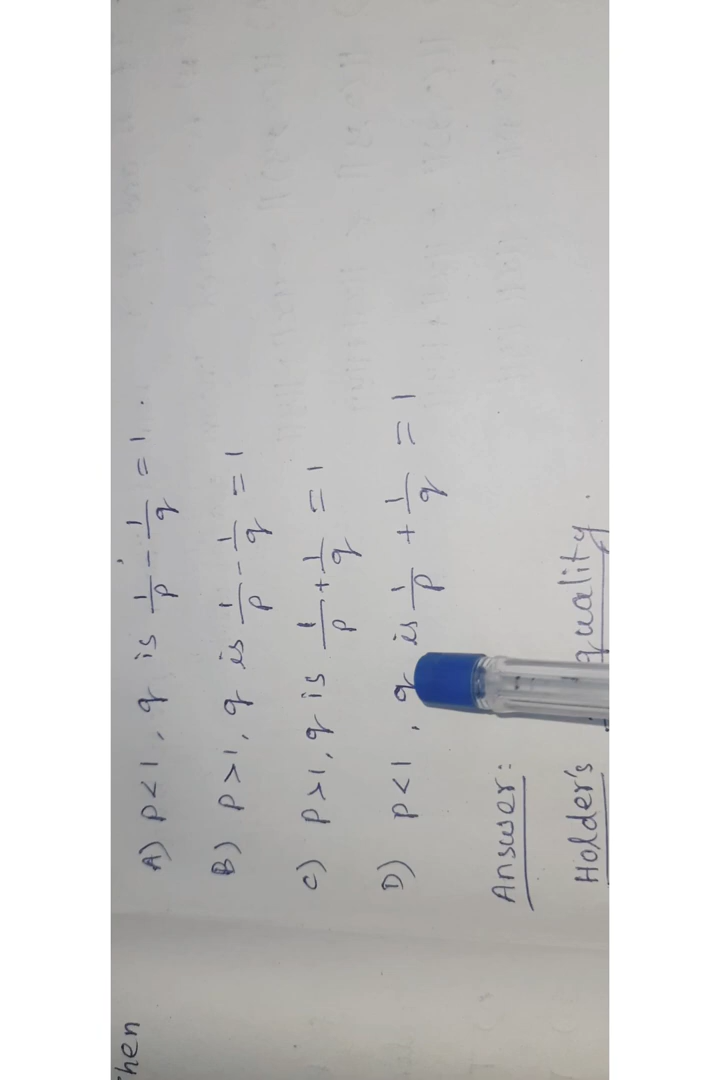 then
A) p<1, q is 1/p - 1/q = 1.
B) p>1, q is 1/p - 1/q = 1
C) p>1, q is 1/p + 1/q = 1
D) p<1, q is 1/p + 1/q = 1
Answer:
Holder's quality.